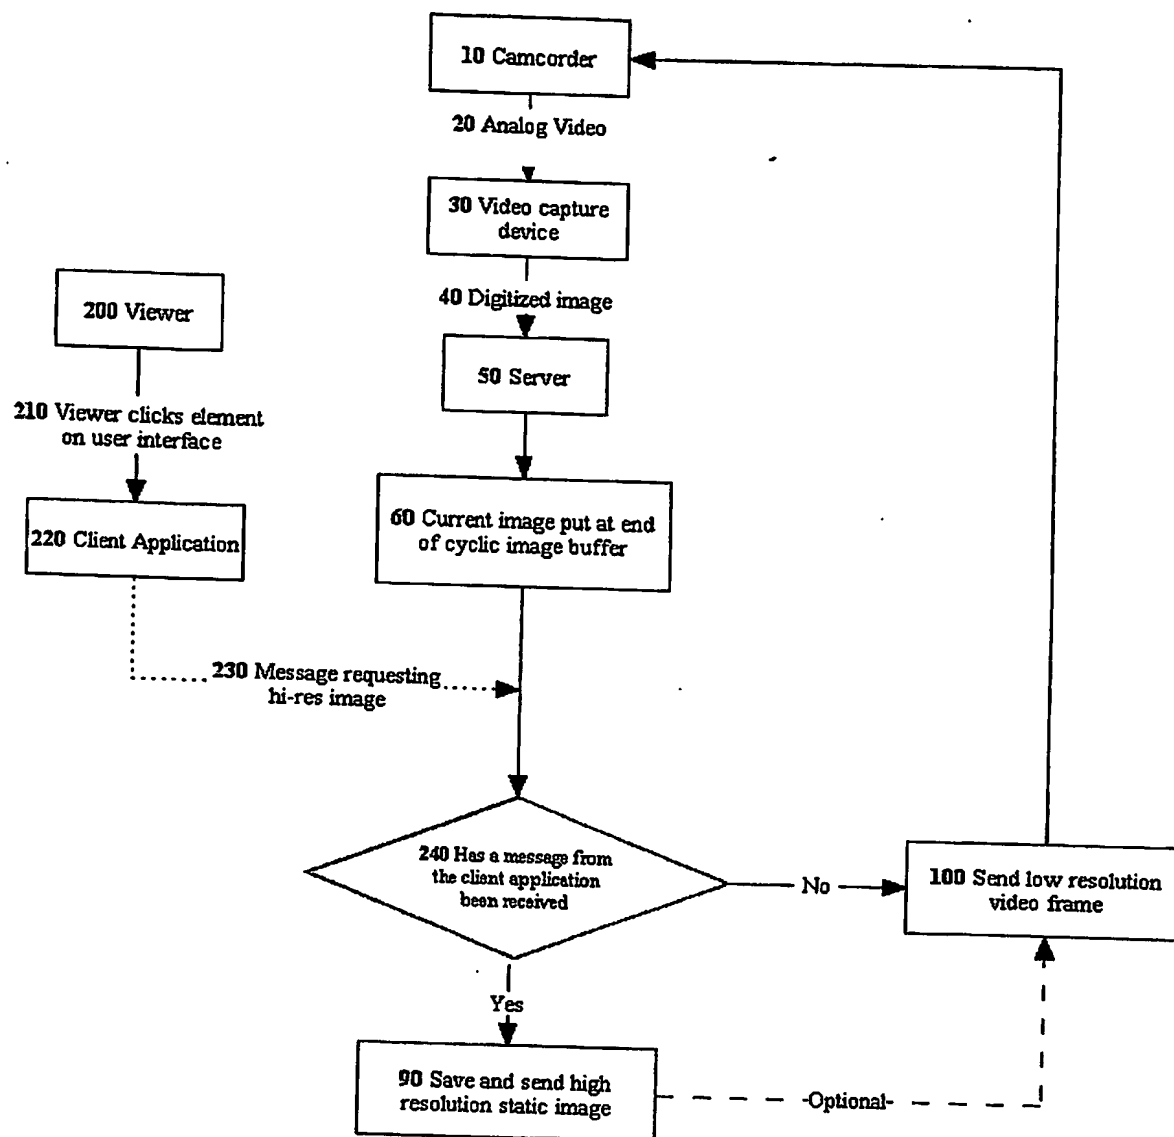 10 Camcorder
20 Analog Video
30 Video capture
device
40 Digitized image
200 Viewer
50 Server
210 Viewer clicks element
on user interface
60 Current image put at end
of cyclic image buffer
220 Client Application
230 Message requesting
hi-res image
240 Has a message from
the client application
been received
No
100 Send low resolution
video frame
Yes
90 Save and send high
resolution static image
-Optional-